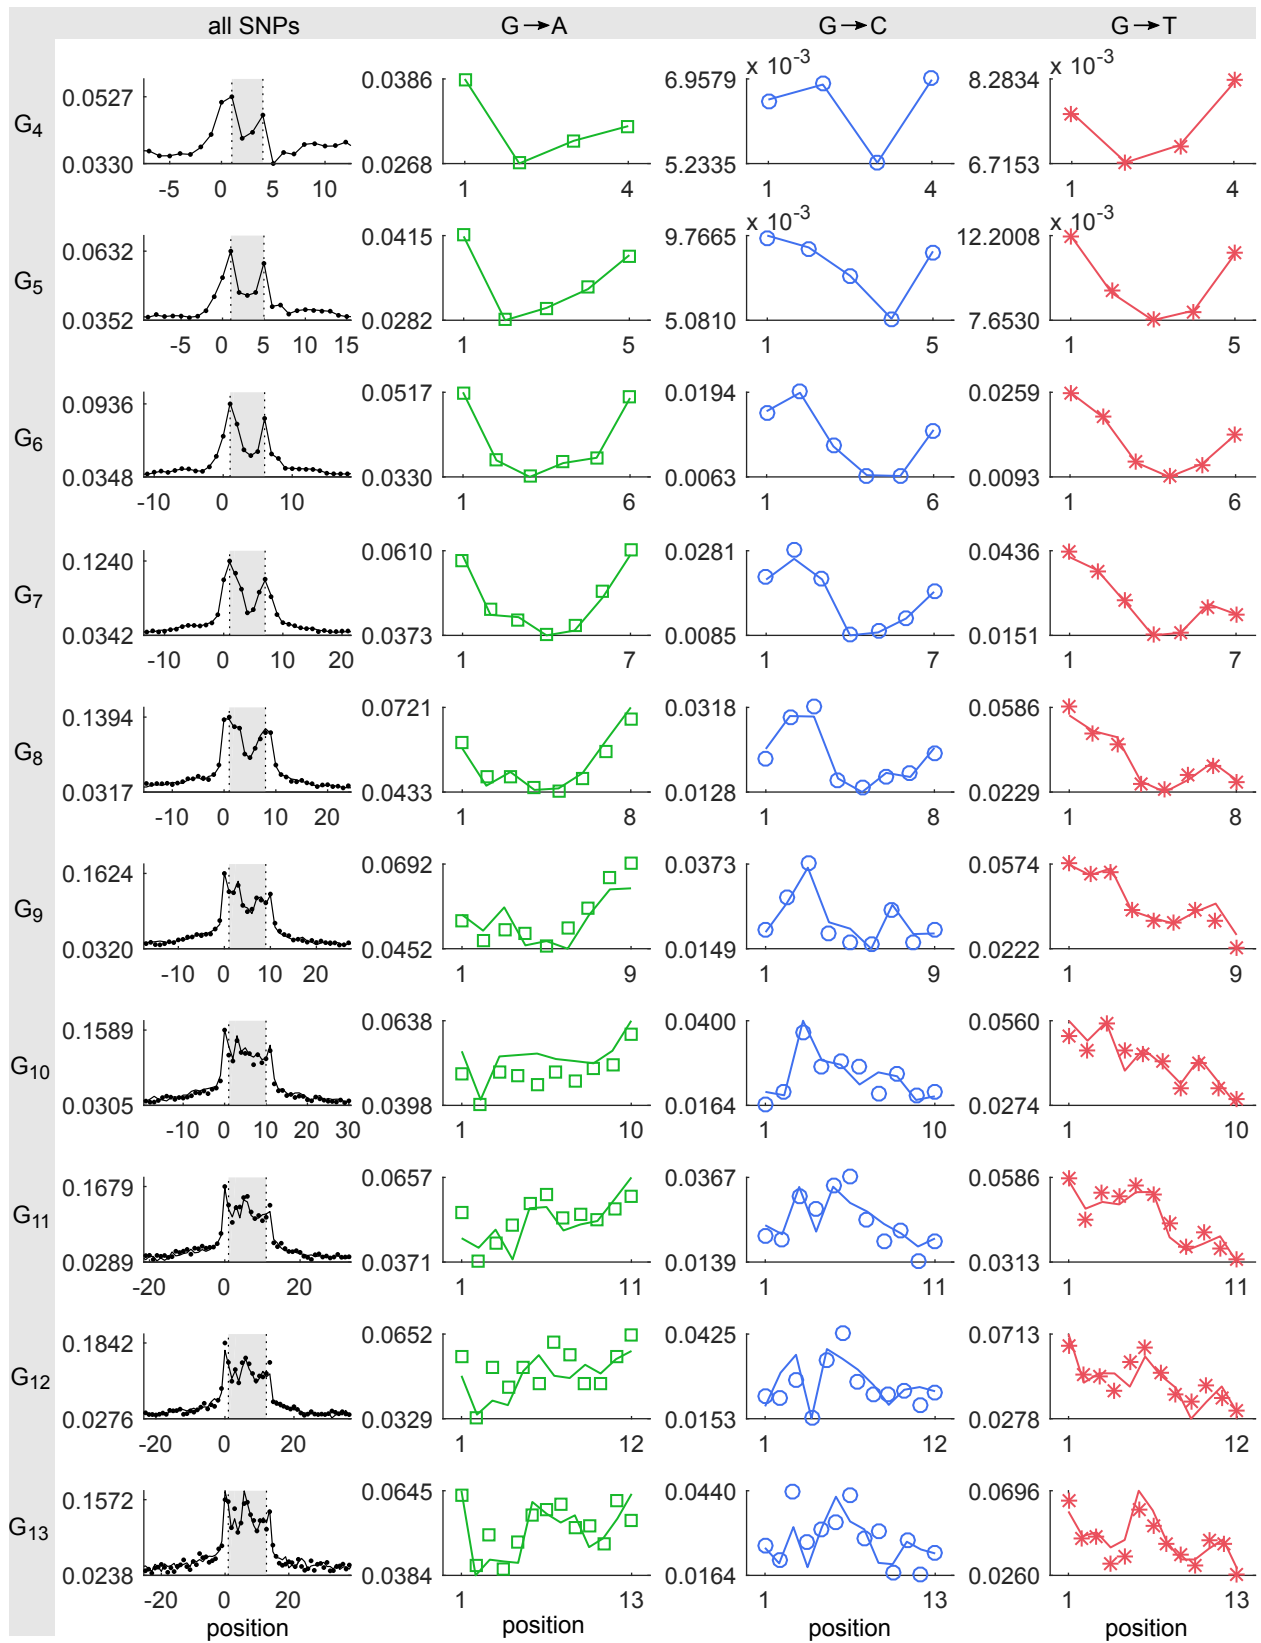 all SNPs G→A G→C G→T
x 10⁻³ x 10⁻³
0.0527 0.0386 6.9579 8.2834
G₄
0.0330 0.0268 5.2335 6.7153
-5 0 5 10 1 4 1 4 1 4
x 10⁻³ x 10⁻³
0.0632 0.0415 9.7665 12.2008
G₅
0.0352 0.0282 5.0810 7.6530
-5 0 5 10 15 1 5 1 5 1 5
0.0936 0.0517 0.0194 0.0259
G₆
0.0348 0.0330 0.0063 0.0093
-10 0 10 1 6 1 6 1 6
0.1240 0.0610 0.0281 0.0436
G₇
0.0342 0.0373 0.0085 0.0151
-10 0 10 20 1 7 1 7 1 7
0.1394 0.0721 0.0318 0.0586
G₈
0.0317 0.0433 0.0128 0.0229
-10 0 10 20 1 8 1 8 1 8
0.1624 0.0692 0.0373 0.0574
G₉
0.0320 0.0452 0.0149 0.0222
-10 0 10 20 1 9 1 9 1 9
0.1589 0.0638 0.0400 0.0560
G₁₀
0.0305 0.0398 0.0164 0.0274
-10 0 10 20 30 1 10 1 10 1 10
0.1679 0.0657 0.0367 0.0586
G₁₁
0.0289 0.0371 0.0139 0.0313
-20 0 20 1 11 1 11 1 11
0.1842 0.0652 0.0425 0.0713
G₁₂
0.0276 0.0329 0.0153 0.0278
-20 0 20 1 12 1 12 1 12
0.1572 0.0645 0.0440 0.0696
G₁₃
0.0238 0.0384 0.0164 0.0260
-20 0 20 1 13 1 13 1 13
position position position position